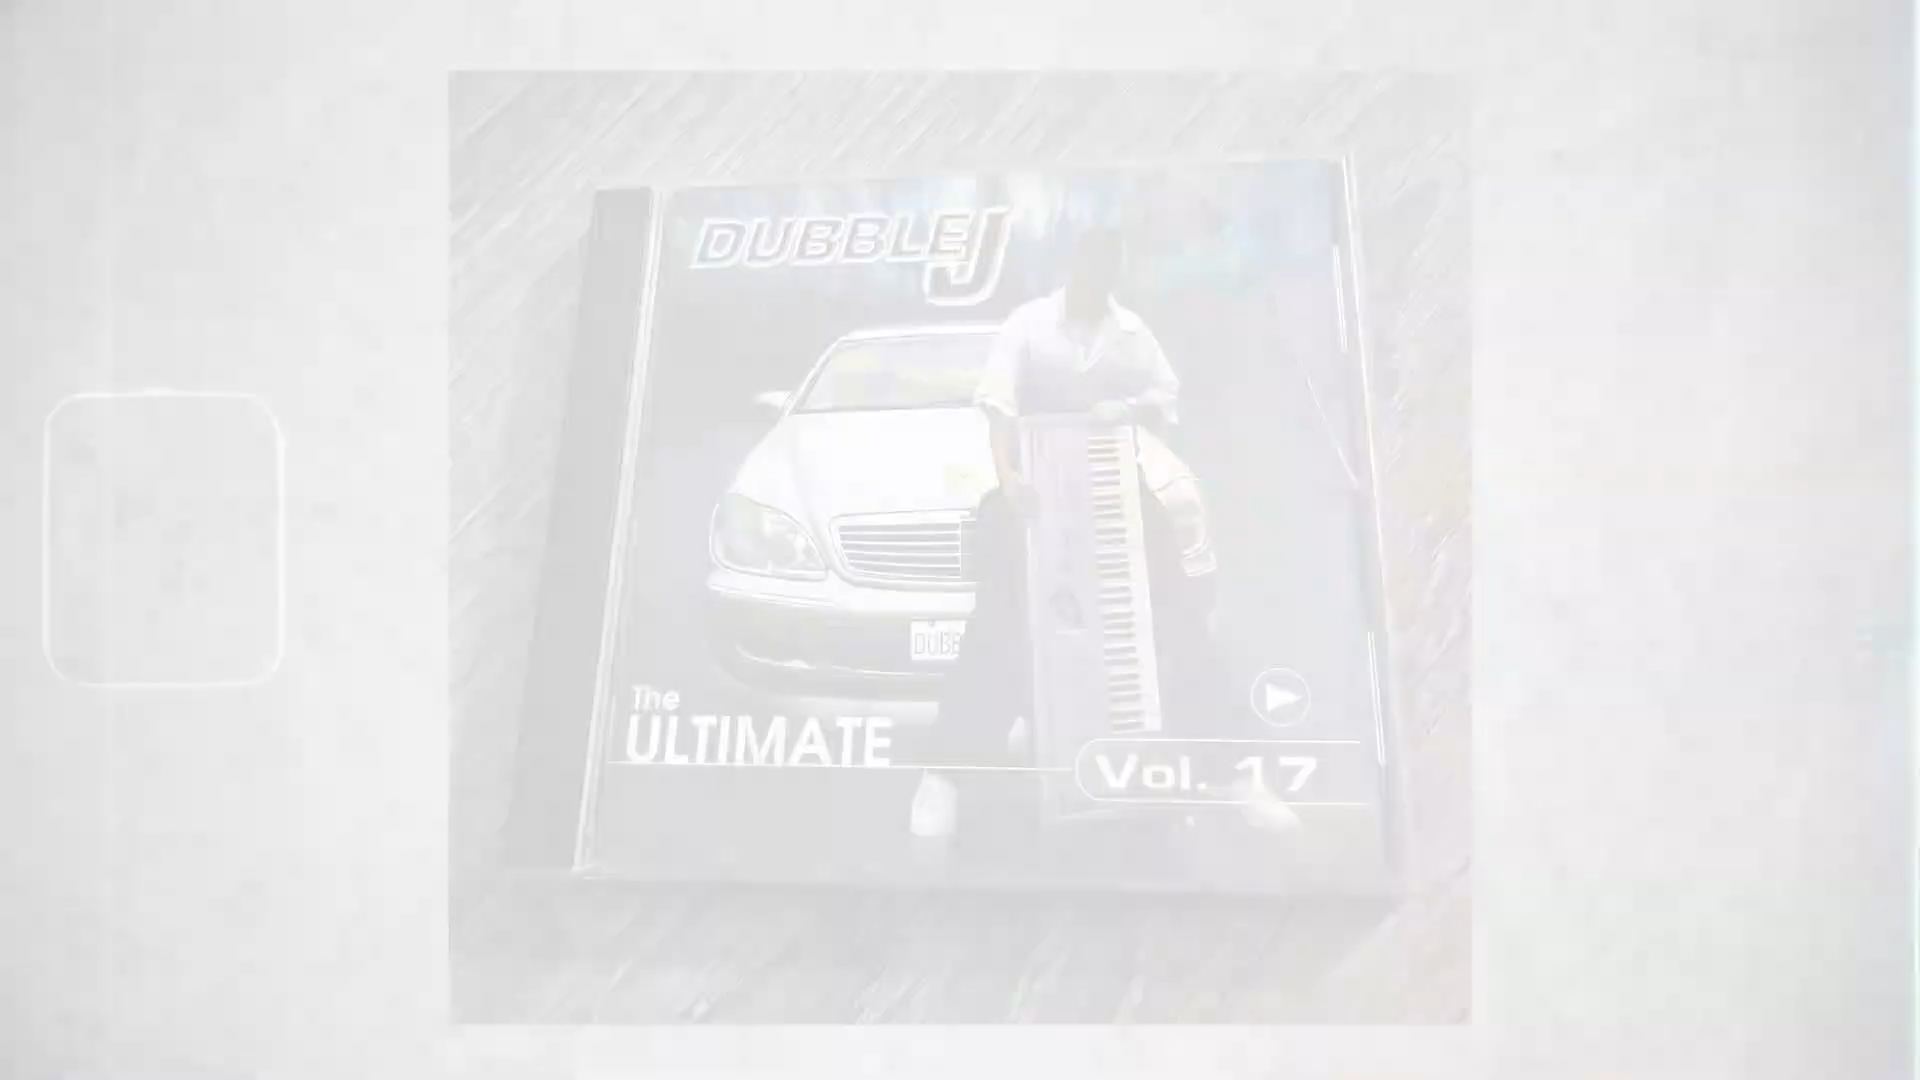 DUBBLE J
DUBB
The
ULTIMATE
Vol. 17